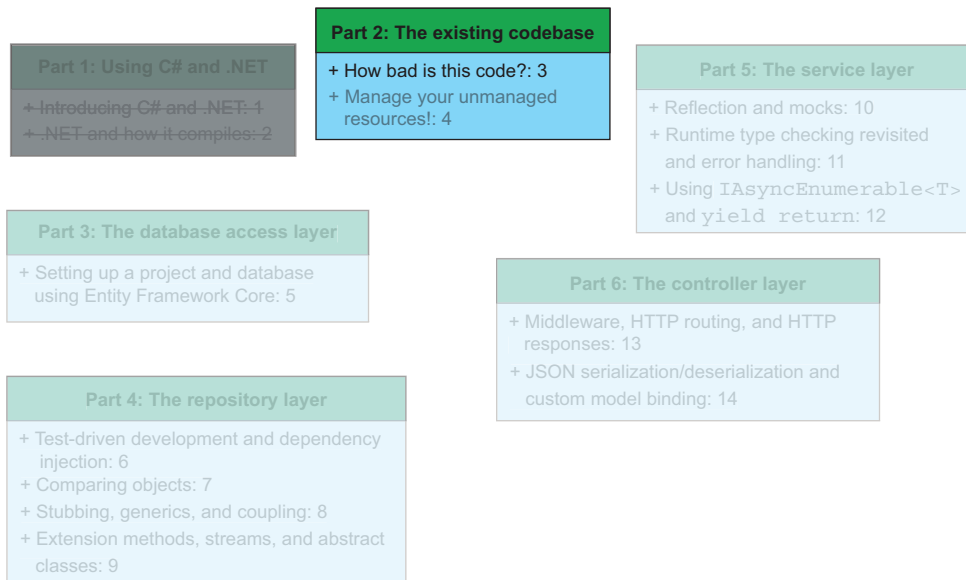 Part 2: The existing codebase
+ How bad is this code?: 3
+ Manage your unmanaged
resources!: 4
Part 1: Using C# and .NET
+ Introducing C# and .NET: 1
+ .NET and how it compiles: 2
Part 5: The service layer
+ Reflection and mocks: 10
+ Runtime type checking revisited
and error handling: 11
+ Using IAsyncEnumerable<T>
and yield return: 12
Part 3: The database access layer
+ Setting up a project and database
using Entity Framework Core: 5
Part 6: The controller layer
+ Middleware, HTTP routing, and HTTP
responses: 13
+ JSON serialization/deserialization and
custom model binding: 14
Part 4: The repository layer
+ Test-driven development and dependency
injection: 6
+ Comparing objects: 7
+ Stubbing, generics, and coupling: 8
+ Extension methods, streams, and abstract
classes: 9